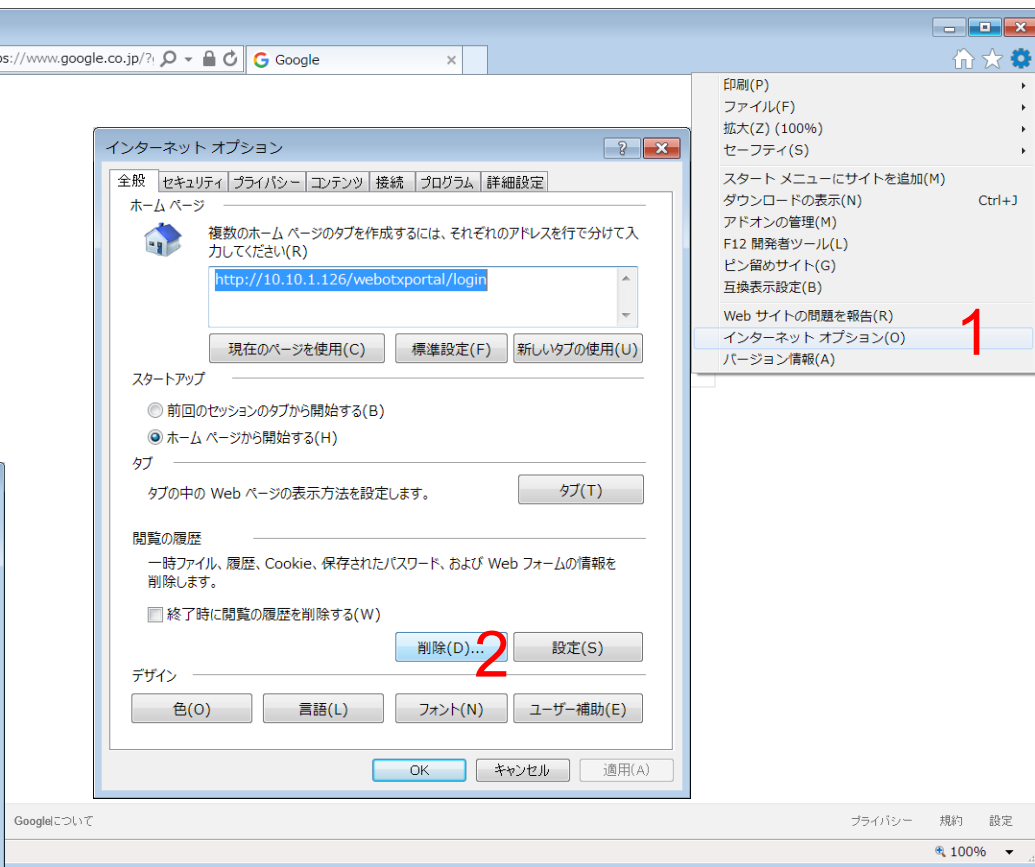 ps://www.google.co.jp/?
Google
印刷(P)
ファイル(F)
拡大(Z) (100%)
セーフティ(S)
スタート メニューにサイトを追加(M)
ダウンロードの表示(N) Ctrl+J
アドオンの管理(M)
F12 開発者ツール(L)
ピン留めサイト(G)
互換表示設定(B)
Web サイトの問題を報告(R)
インターネット オプション(O)
バージョン情報(A)
1
インターネット オプション
全般 セキュリティ プライバシー コンテンツ 接続 プログラム 詳細設定
ホーム ページ
複数のホーム ページのタブを作成するには、それぞれのアドレスを行で分けて入
力してください(R)
http://10.10.1.126/webotxportal/login
現在のページを使用(C) 標準設定(F) 新しいタブの使用(U)
スタートアップ
前回のセッションのタブから開始する(B)
ホーム ページから開始する(H)
タブ
タブの中の Web ページの表示方法を設定します。 タブ(T)
閲覧の履歴
一時ファイル、履歴、Cookie、保存されたパスワード、および Web フォームの情報を
削除します。
終了時に閲覧の履歴を削除する(W)
削除(D)... 2 設定(S)
デザイン
色(O) 言語(L) フォント(N) ユーザー補助(E)
OK キャンセル 適用(A)
Googleについて プライバシー 規約 設定
100%